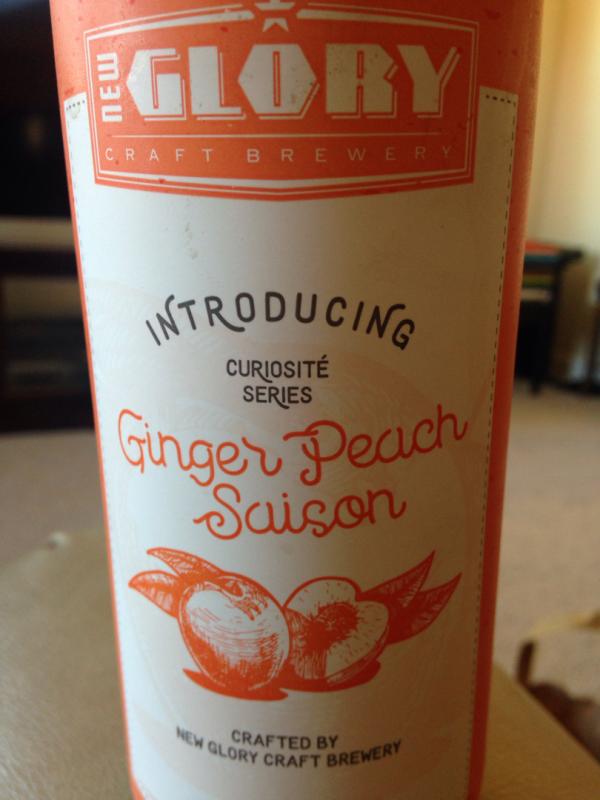 NEW GLORY
CRAFT BREWERY
INTRODUCING
CURIOSITÉ
SERIES
Ginger Peach
Saison
CRAFTED BY
NEW GLORY CRAFT BREWERY